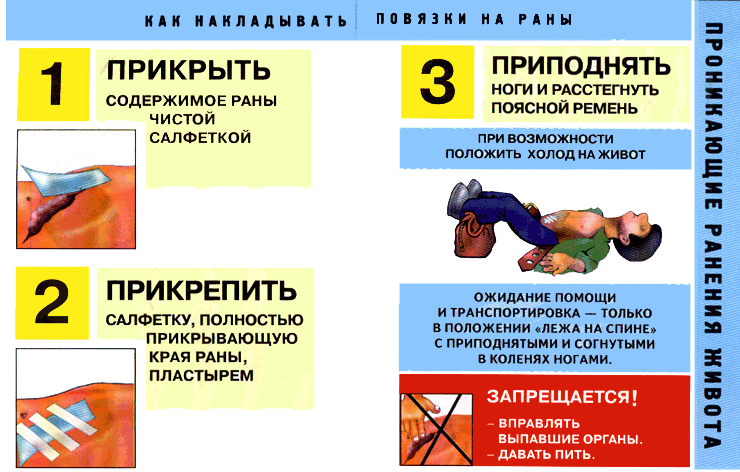 КАК НАКЛАДЫВАТЬ ПОВЯЗКИ НА РАНЫ
1
ПРИКРЫТЬ
СОДЕРЖИМОЕ РАНЫ
ЧИСТОЙ
САЛФЕТКОЙ
2
ПРИКРЕПИТЬ
САЛФЕТКУ, ПОЛНОСТЬЮ
ПРИКРЫВАЮЩУЮ
КРАЯ РАНЫ,
ПЛАСТЫРЕМ
3
ПРИПОДНЯТЬ
НОГИ И РАССТЕГНУТЬ
ПОЯСНОЙ РЕМЕНЬ
ПРИ ВОЗМОЖНОСТИ
ПОЛОЖИТЬ ХОЛОД НА ЖИВОТ
ОЖИДАНИЕ ПОМОЩИ
И ТРАНСПОРТИРОВКА — ТОЛЬКО
В ПОЛОЖЕНИИ «ЛЕЖА НА СПИНЕ»
С ПРИПОДНЯТЫМИ И СОГНУТЫМИ
В КОЛЕНЯХ НОГАМИ.
ЗАПРЕЩАЕТСЯ!
– ВПРАВЛЯТЬ
ВЫПАВШИЕ ОРГАНЫ.
– ДАВАТЬ ПИТЬ.
ПРОНИКАЮЩИЕ РАНЕНИЯ ЖИВОТА